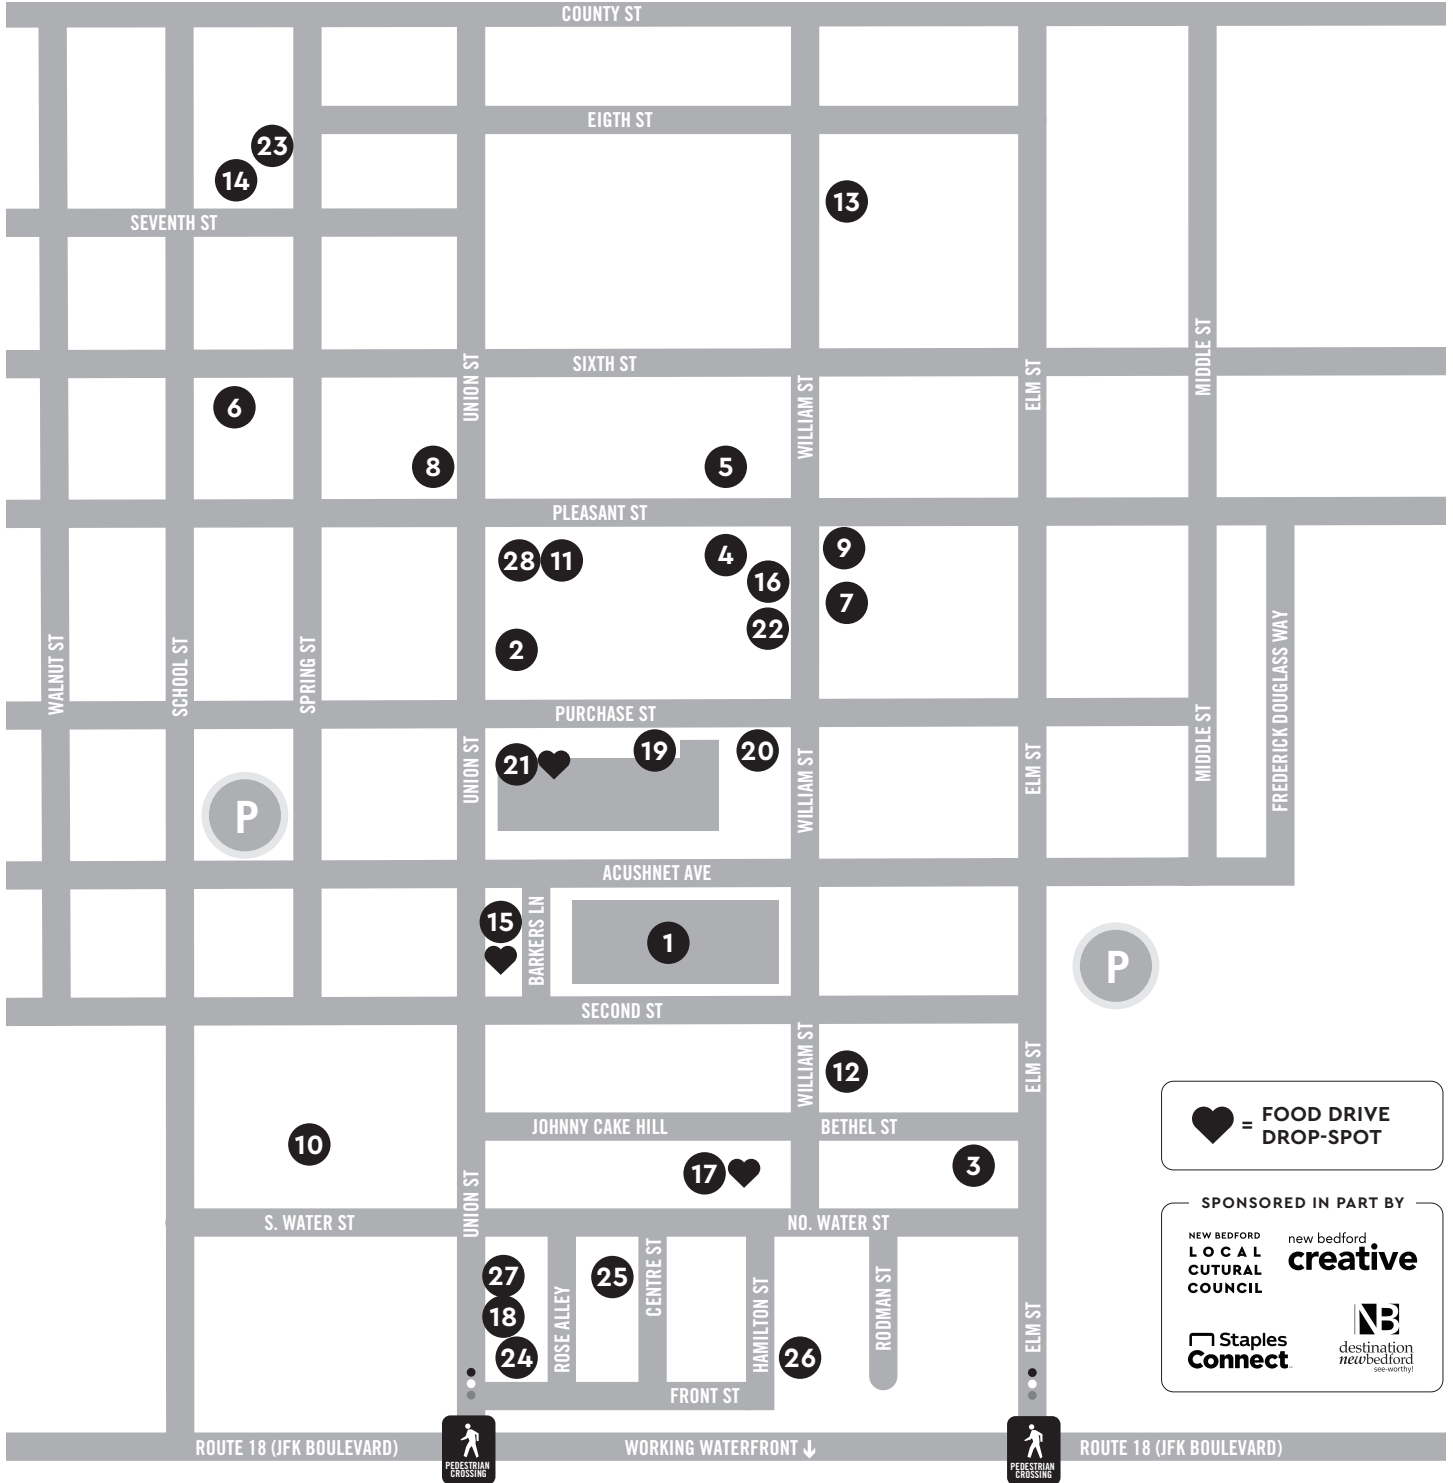 COUNTY ST
EIGTH ST
23
14
13
SEVENTH ST
SIXTH ST
UNION ST
WILLIAM ST
ELM ST
MIDDLE ST
6
8
5
PLEASANT ST
28
11
4
9
16
7
22
2
WALNUT ST
SCHOOL ST
SPRING ST
FREDERICK DOUGLASS WAY
PURCHASE ST
21
19
20
UNION ST
WILLIAM ST
ELM ST
MIDDLE ST
P
ACUSHNET AVE
15
BARKERS LN
1
P
SECOND ST
WILLIAM ST
12
ELM ST
JOHNNY CAKE HILL
BETHEL ST
10
17
3
UNION ST
S. WATER ST
NO. WATER ST
27
18
24
ROSE ALLEY
25
CENTRE ST
HAMILTON ST
26
RODMAN ST
ELM ST
FRONT ST
ROUTE 18 (JFK BOULEVARD)
PEDESTRIAN
CROSSING
WORKING WATERFRONT ↓
PEDESTRIAN
CROSSING
ROUTE 18 (JFK BOULEVARD)
= FOOD DRIVE
DROP-SPOT
SPONSORED IN PART BY
NEW BEDFORD
LOCAL
CUTURAL
COUNCIL
new bedford
creative
Staples
Connect
NB
destination
newbedford
see-worthy!